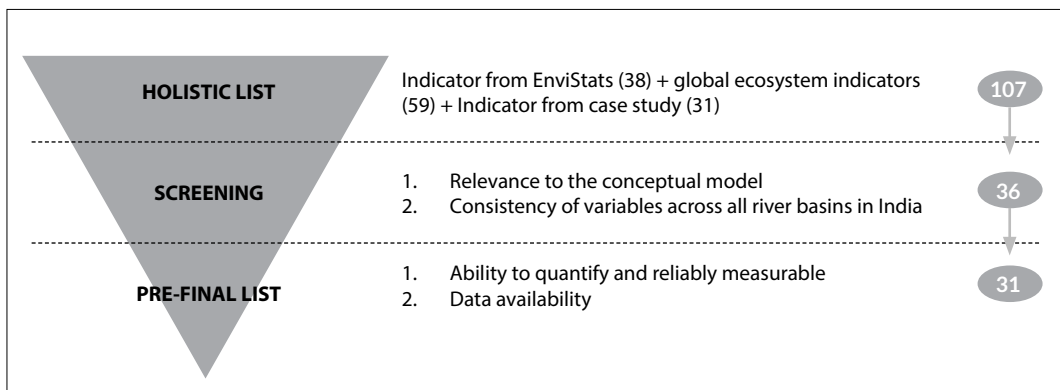 HOLISTIC LIST
Indicator from EnviStats (38) + global ecosystem indicators
(59) + Indicator from case study (31)
107
SCREENING
1. Relevance to the conceptual model
2. Consistency of variables across all river basins in India
36
PRE-FINAL LIST
1. Ability to quantify and reliably measurable
2. Data availability
31